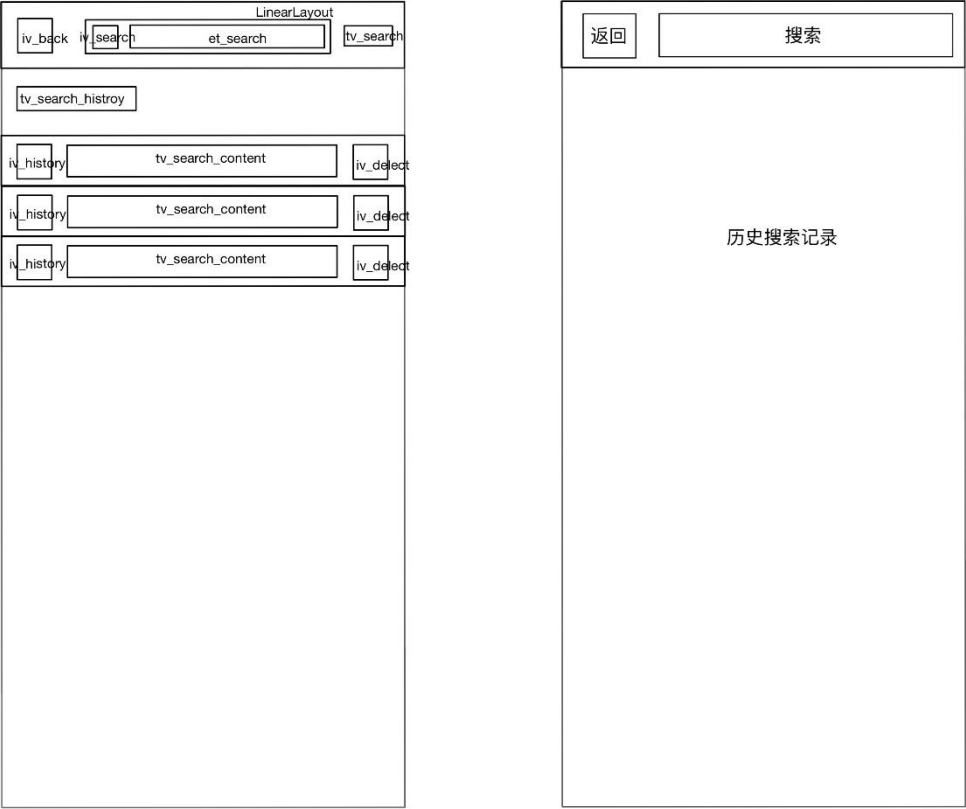 LinearLayout
iv_back
iv_search
et_search
tv_search
tv_search_histroy
iv_history
tv_search_content
iv_delect
iv_history
tv_search_content
iv_delect
iv_history
tv_search_content
iv_delect
返回
搜索
历史搜索记录